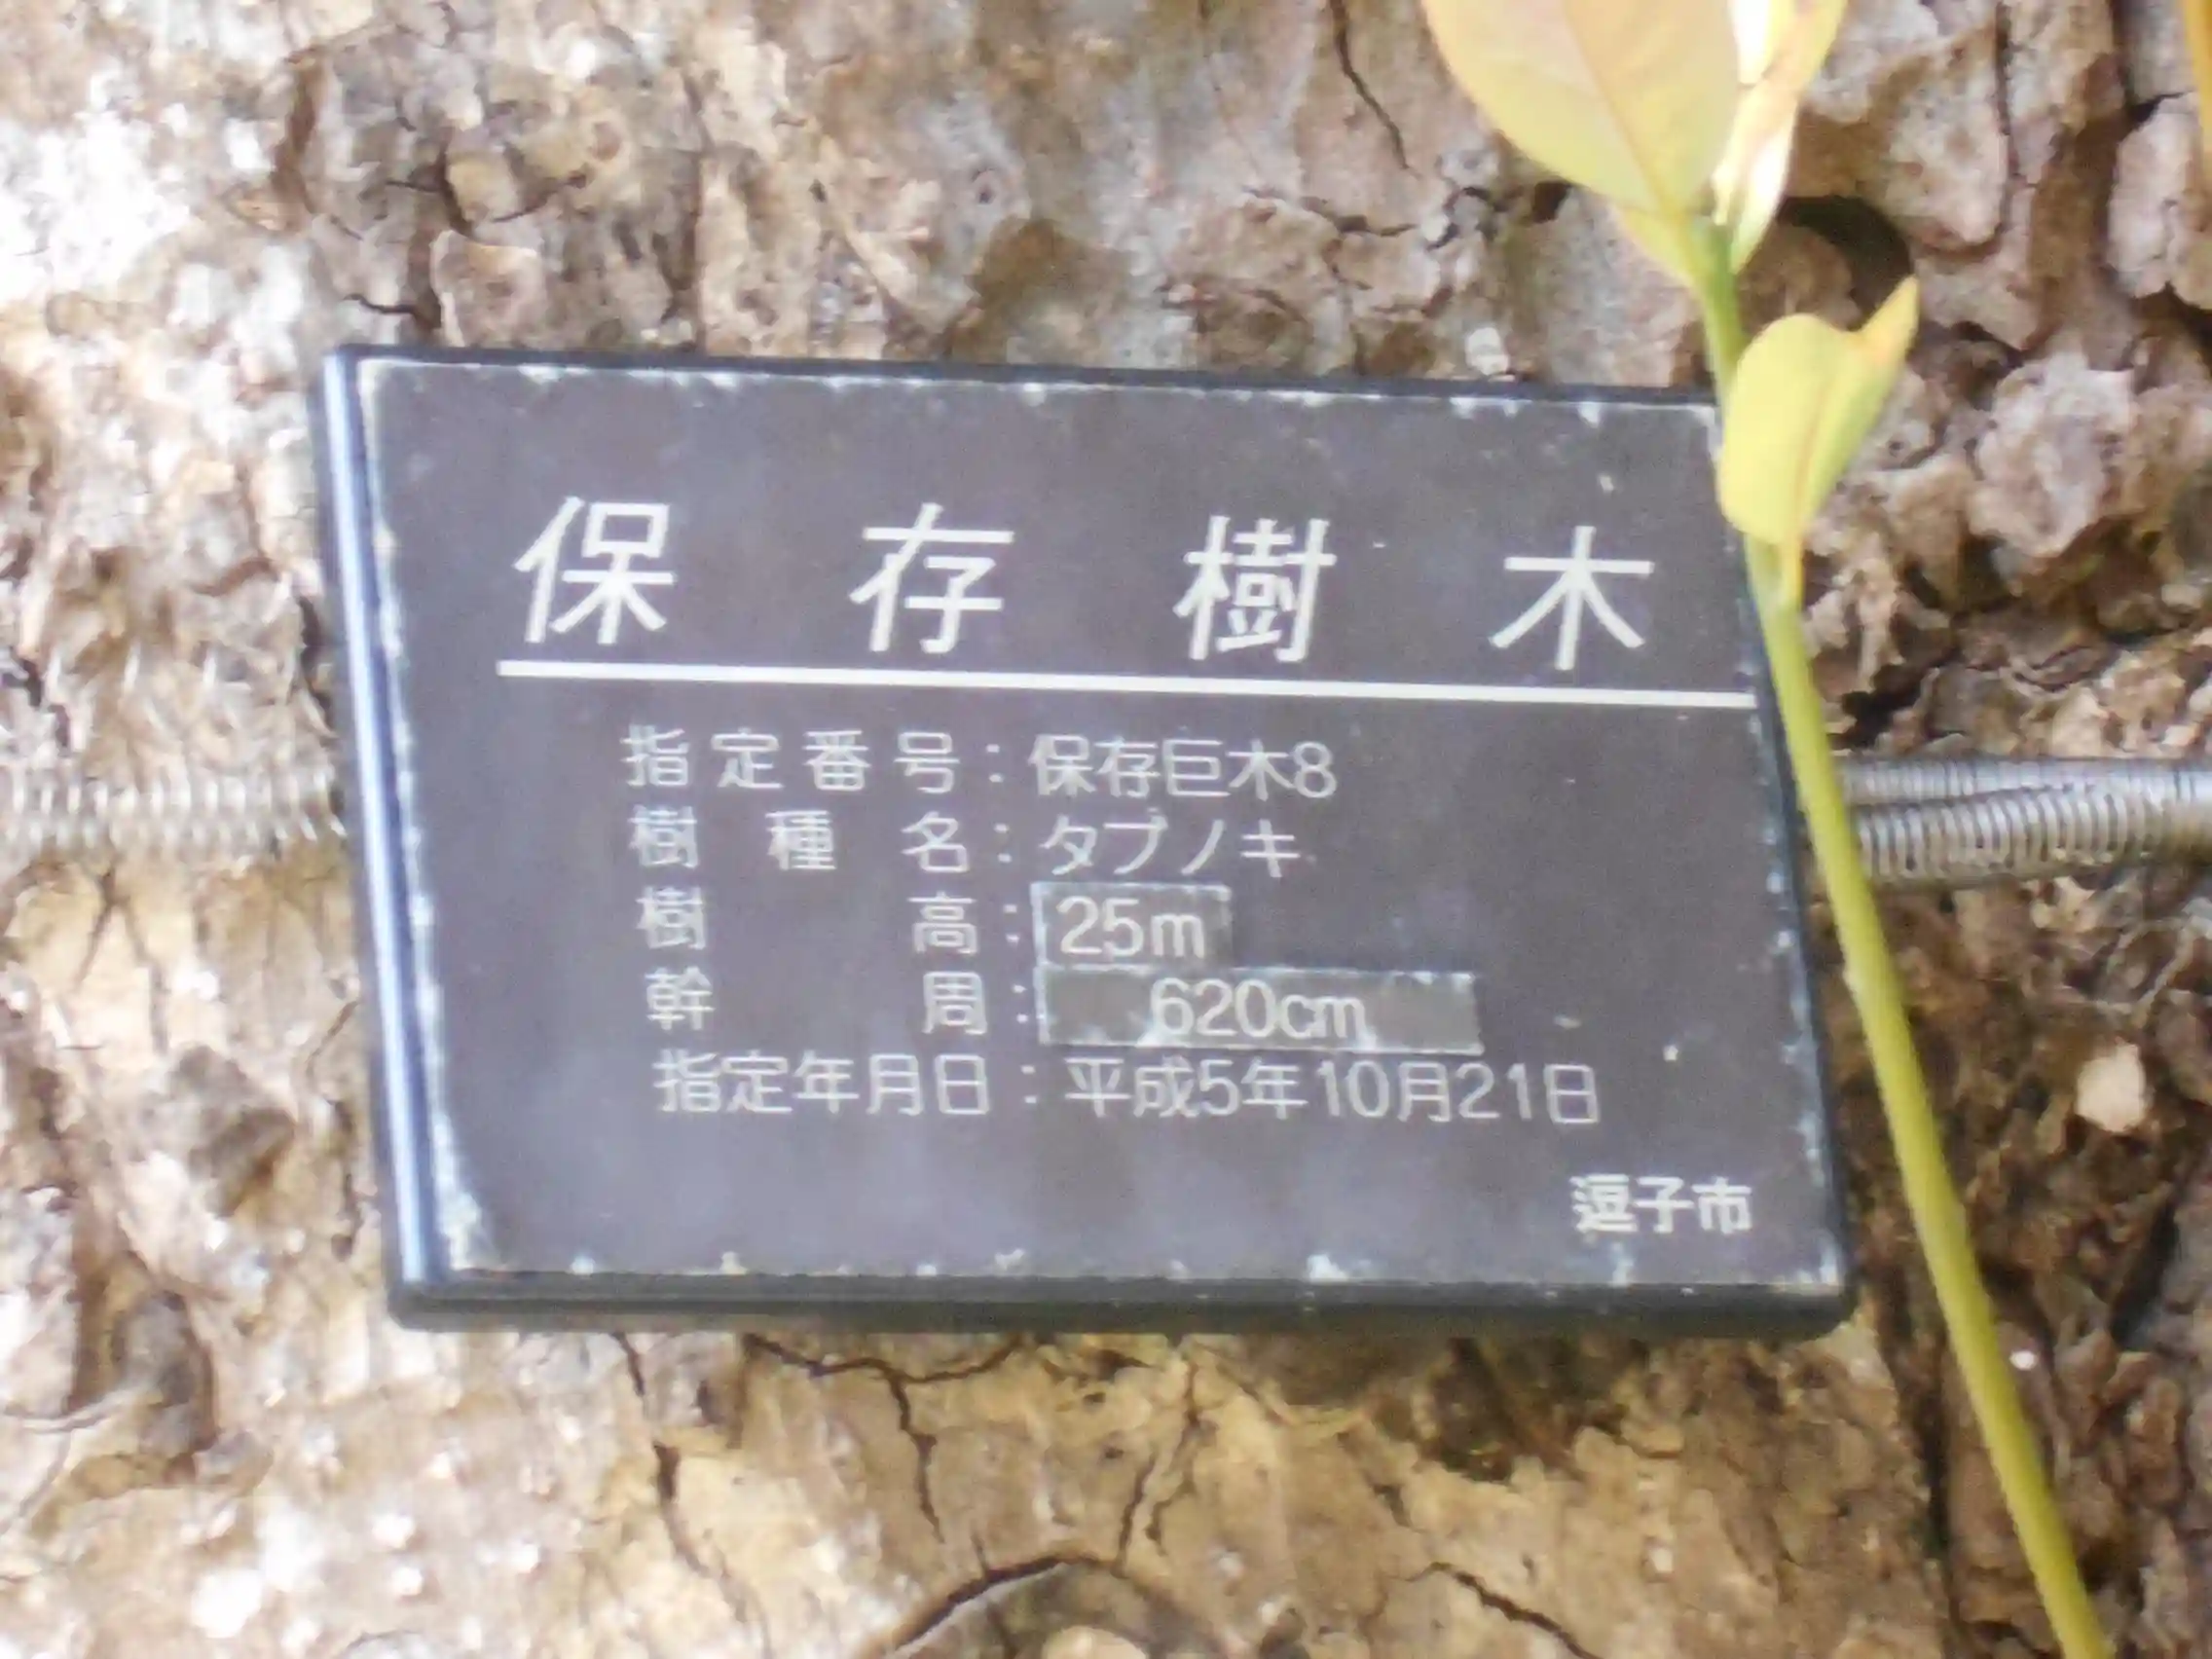 保存樹木
指定番号：保存巨木8
樹種名：タブノキ
樹高：25m
幹周：620cm
指定年月日：平成5年10月21日
逗子市